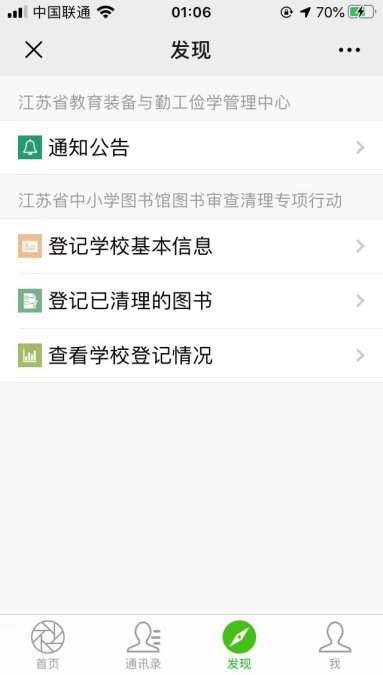 中国联通 01:06 70%
发现
江苏省教育装备与勤工俭学管理中心
通知公告
江苏省中小学图书馆图书审查清理专项行动
登记学校基本信息
登记已清理的图书
查看学校登记情况
首页 通讯录 发现 我